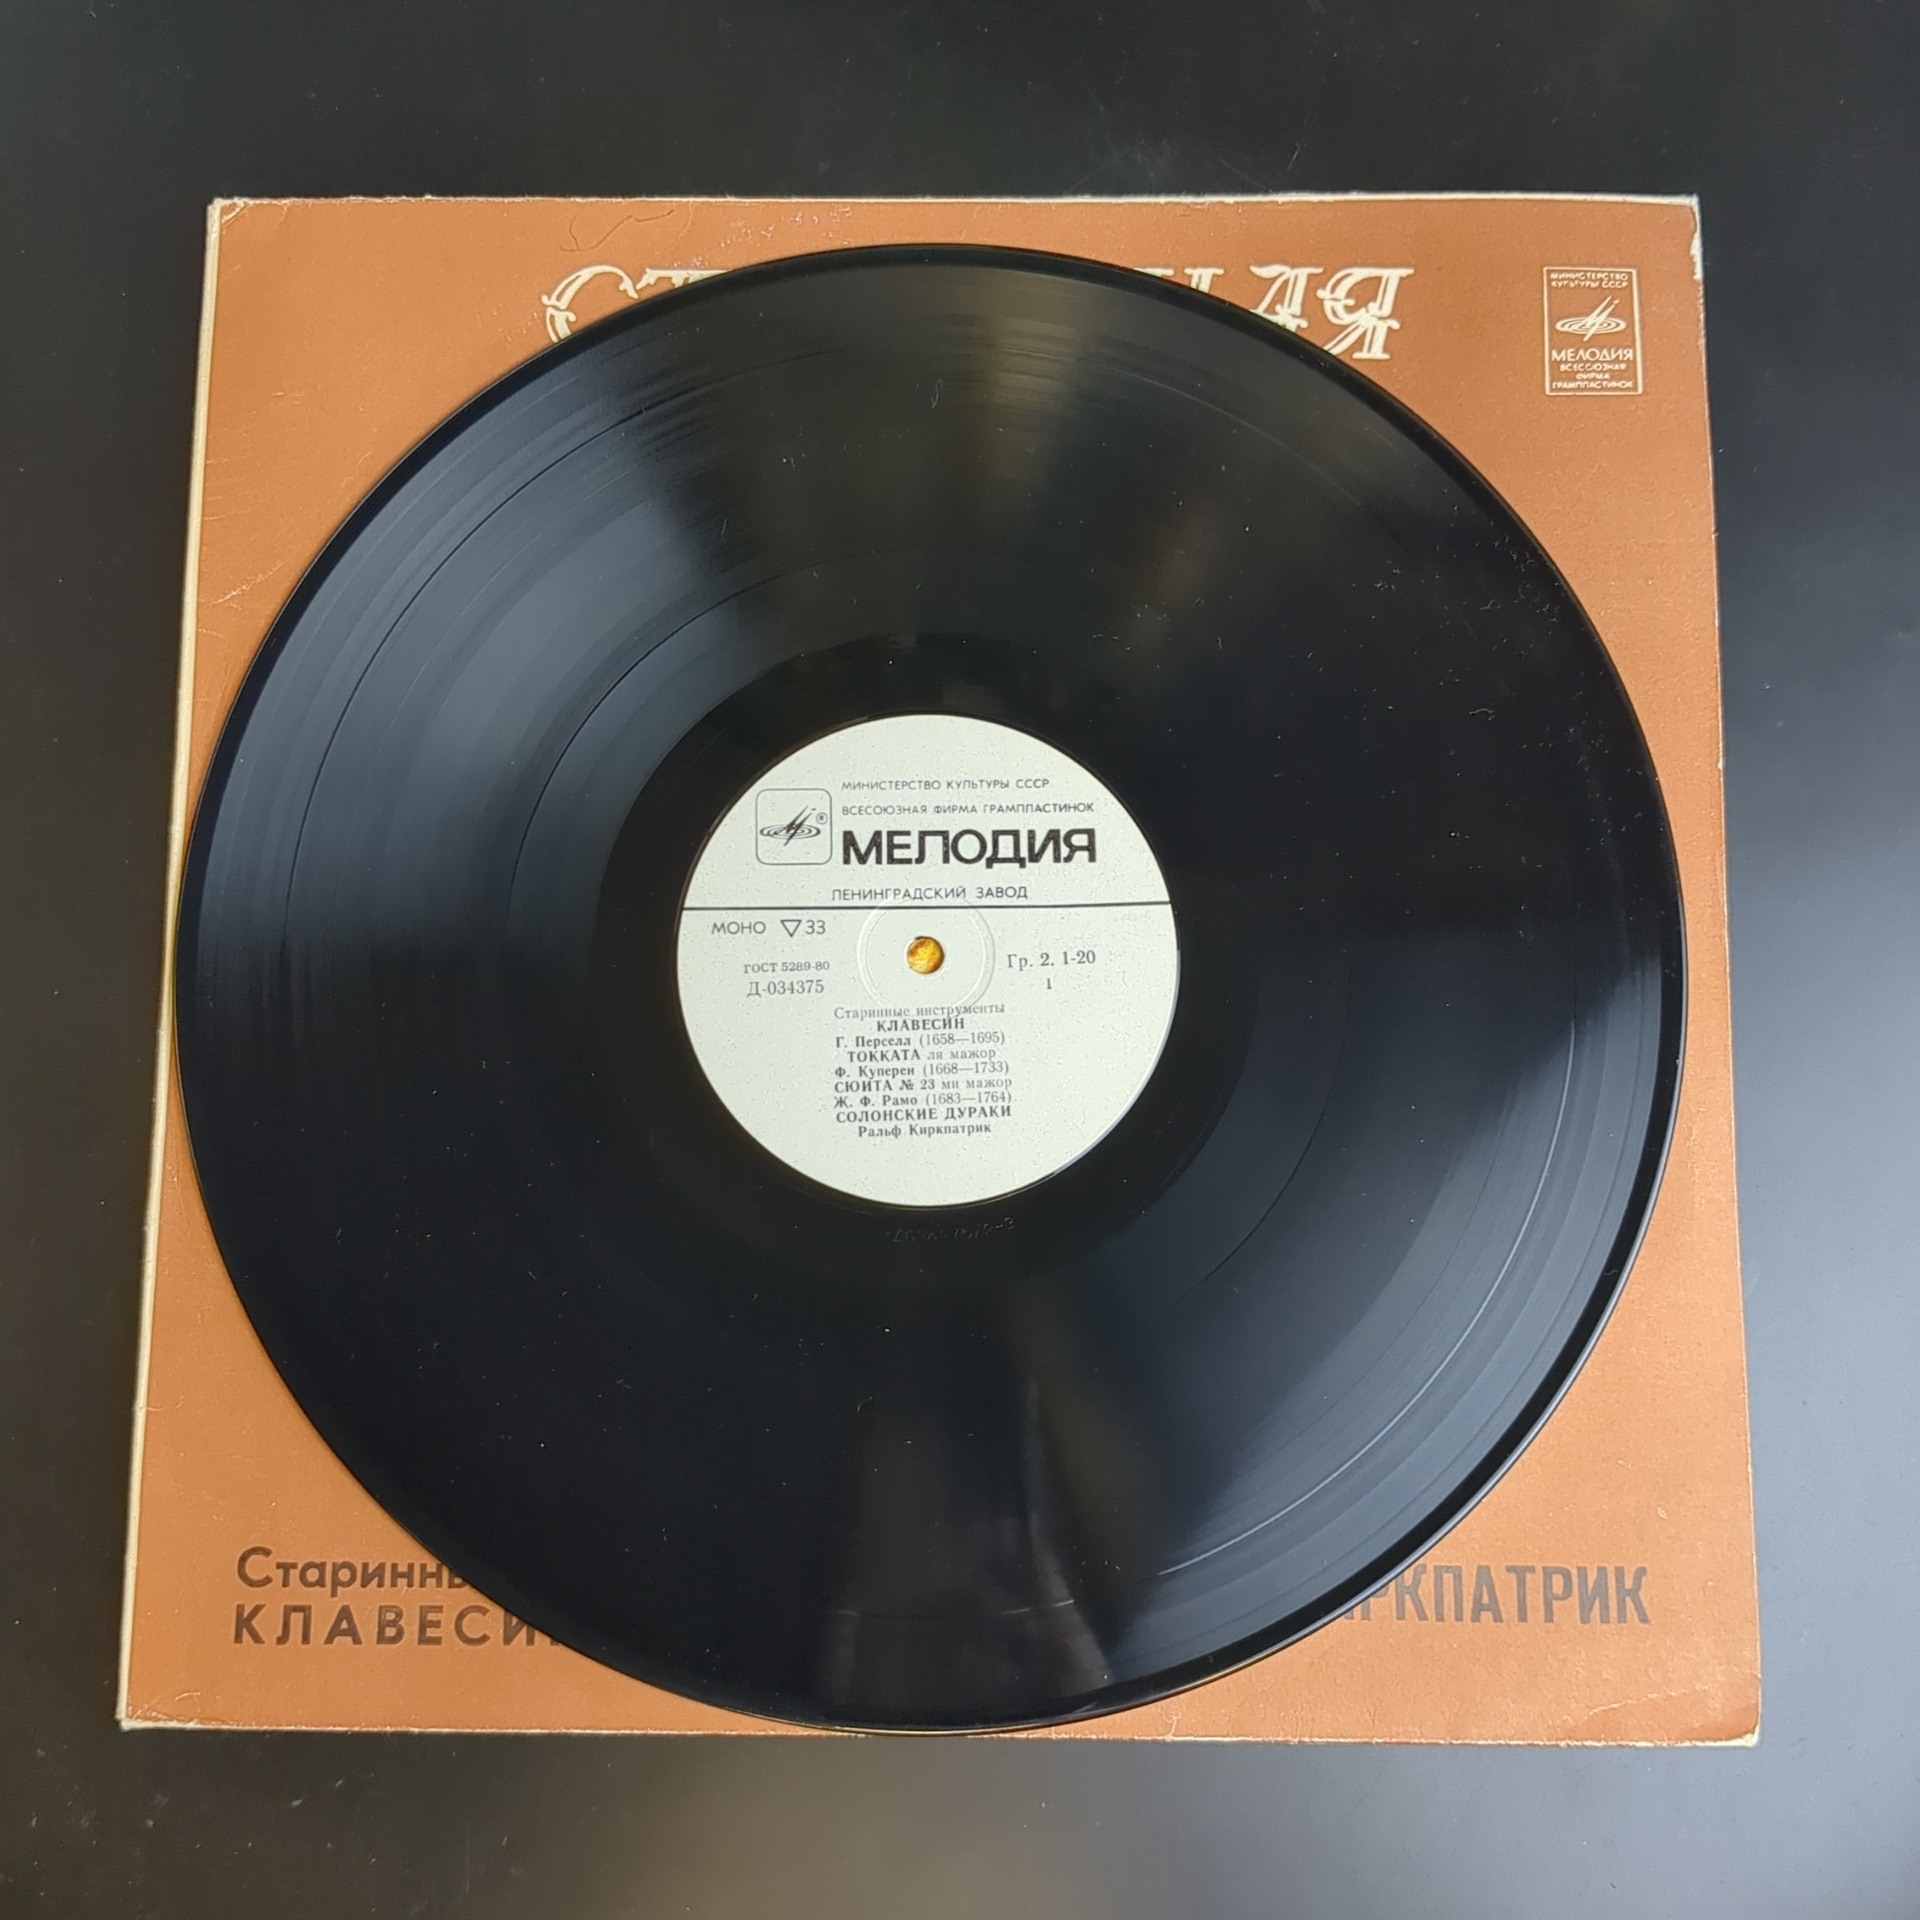 МИНИСТЕРСТВО
КУЛЬТУРЫ СССР
МЕЛОДИЯ
ВСЕСОЮЗНАЯ
ФИРМА
ГРАМПЛАСТИНОК
МИНИСТЕРСТВО КУЛЬТУРЫ СССР
ВСЕСОЮЗНАЯ ФИРМА ГРАМПЛАСТИНОК
МЕЛОДИЯ
ЛЕНИНГРАДСКИЙ ЗАВОД
МОНО 33
ГОСТ 5289-80
Д-034375
Гр. 2. 1-20
1
Старинные инструменты
КЛАВЕСИН
Г. Перселл (1658—1695)
ТОККАТА ля мажор
Ф. Куперен (1668—1733)
СЮИТА № 23 ми мажор
Ж. Ф. Рамо (1683—1764)
СОЛОНСКИЕ ДУРАКИ
Ральф Киркпатрик
Старинны
КЛАВЕСИН
РКПАТРИК